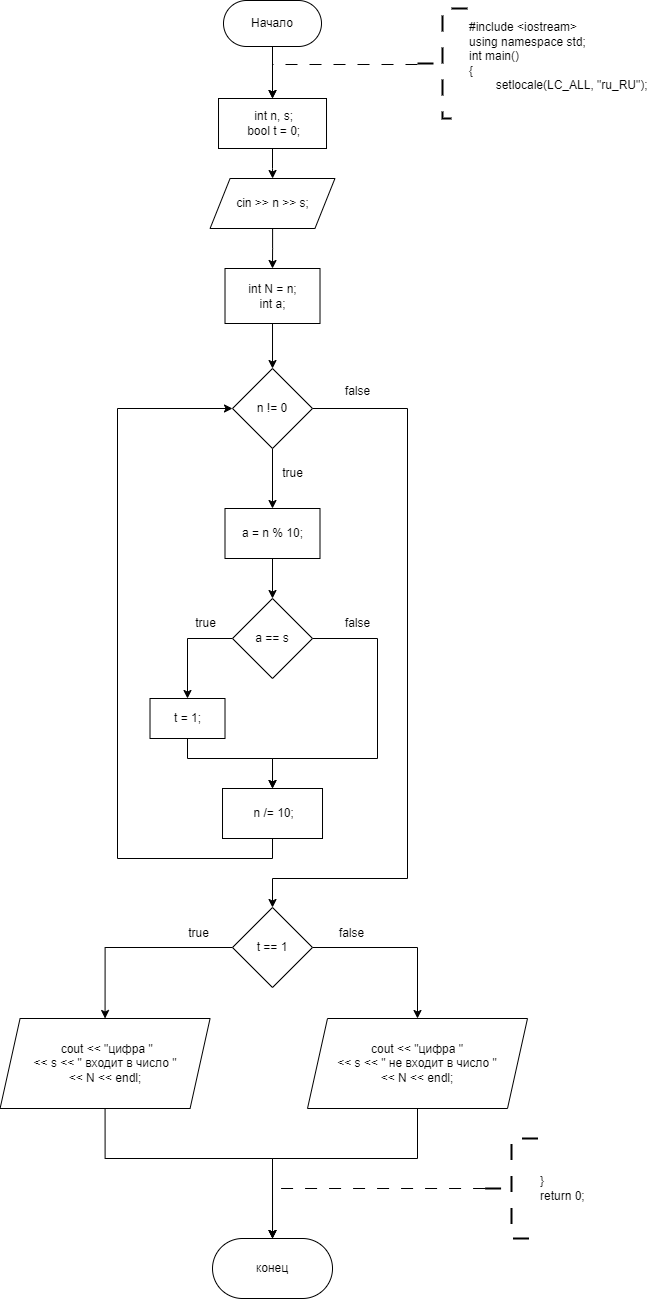 Начало
#include <iostream>
using namespace std;
int main()
{
setlocale(LC_ALL, "ru_RU");
int n, s;
bool t = 0;
cin >> n >> s;
int N = n;
int a;
n != 0
false
true
a = n % 10;
a == s
true
false
t = 1;
n /= 10;
t == 1
true
false
cout << "цифра "
<< s << " входит в число "
<< N << endl;
cout << "цифра "
<< s << " не входит в число "
<< N << endl;
}
return 0;
конец